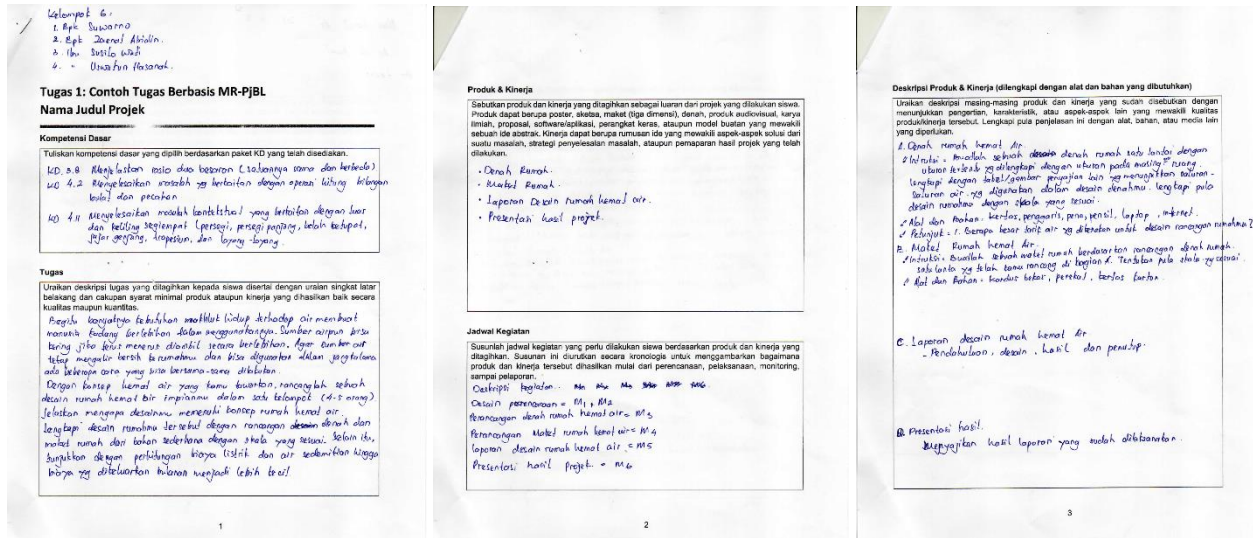 Kelompok 6 :
1. Bpk Suwarno
2. Bpk Zaenal Abidin.
3. Ibu Susilo Wati
4. " Uswatun Hasanah.
Tugas 1: Contoh Tugas Berbasis MR-PjBL
Nama Judul Projek
Kompetensi Dasar
Tuliskan kompetensi dasar yang dipilih berdasarkan paket KD yang telah disediakan.
KD. 3.8 Menjelaskan rasio dua besaran (satuannya sama dan berbeda)
KD 4.2 Menyelesaikan masalah yg berkaitan dengan operasi hitung bilangan
bulat dan pecahan
KD 4.11 Menyelesaikan masalah kontekstual yang berkaitan dengan luas
dan keliling segiempat (persegi, persegi panjang, belah ketupat,
jajar genjang, trapesium, dan layang-layang.
Tugas
Uraikan deskripsi tugas yang ditagihkan kepada siswa disertai dengan uraian singkat latar
belakang dan cakupan syarat minimal produk ataupun kinerja yang dihasilkan baik secara
kualitas maupun kuantitas.
Begitu banyaknya kebutuhan makhluk hidup terhadap air membuat
manusia kadang berlebihan dalam menggunakannya. Sumber airpun bisa
kering jika terus menerus diambil secara berlebihan. Agar sumber air
tetap mengalir bersih ke rumahmu dan bisa digunakan dalam jangka lama
ada beberapa cara yang bisa bersama-sama dilakukan.
Dengan konsep hemat air yang kamu tawarkan, rancanglah sebuah
desain rumah hemat air impianmu dalam satu kelompok (4-5 orang)
Jelaskan mengapa desainmu memenuhi konsep rumah hemat air.
Lengkapi desain rumahmu tersebut dengan rancangan desain denah dan
maket rumah dari bahan sederhana dengan skala yang sesuai. Selain itu,
tunjukkan dengan perhitungan biaya listrik dan air sedemikian hingga
biaya yg dikeluarkan bulanan menjadi lebih kecil.
1
Produk & Kinerja
Sebutkan produk dan kinerja yang ditagihkan sebagai luaran dari projek yang dilakukan siswa.
Produk dapat berupa poster, sketsa, maket (tiga dimensi), denah, produk audiovisual, karya
ilmiah, proposal, software/aplikasi, perangkat keras, ataupun model buatan yang mewakili
sebuah ide abstrak. Kinerja dapat berupa rumusan ide yang mewakili aspek-aspek solusi dari
suatu masalah, strategi penyelesaian masalah, ataupun pemaparan hasil projek yang telah
dilakukan.
- Denah Rumah.
- Maket Rumah.
- Laporan Desain rumah hemat air.
- Presentasi hasil projek.
Jadwal Kegiatan
Susunlah jadwal kegiatan yang perlu dilakukan siswa berdasarkan produk dan kinerja yang
ditagihkan. Susunan ini diurutkan secara kronologis untuk menggambarkan bagaimana
produk dan kinerja tersebut dihasilkan mulai dari perencanaan, pelaksanaan, monitoring,
sampai pelaporan.
Deskripsi kegiatan.
Desain perencanaan = M1, M2
Perancangan denah rumah hemat air = M3
Perancangan Maket rumah hemat air = M4
laporan desain rumah hemat air. = M5
Presentasi hasil Projek. = M6
2
Deskripsi Produk & Kinerja (dilengkapi dengan alat dan bahan yang dibutuhkan)
Uraikan deskripsi masing-masing produk dan kinerja yang sudah disebutkan dengan
menunjukkan pengertian, karakteristik, atau aspek-aspek lain yang mewakili kualitas
produk/kinerja tersebut. Lengkapi pula penjelasan ini dengan alat, bahan, atau media lain
yang diperlukan.
A. Denah rumah hemat Air.
Intruksi = Buatlah sebuah desain denah rumah satu lantai dengan
ukuran tertentu yg dilengkapi dengan ukuran pada masing2 ruang.
Lengkapi dengan tabel/gambar penyajian lain yg menunjukkan saluran-
saluran air yg digunakan dalam desain denahmu. lengkapi pula
desain rumahmu dengan skala yang sesuai.
Alat dan Bahan = kertas, penggaris, pena, pensil, laptop, internet.
Petunjuk = 1. Berapa besar tarif air yg dikenakan untuk desain rancangan rumahmu?
B. Maket Rumah hemat Air.
Intruksi = Buatlah sebuah maket rumah berdasarkan rancangan denah rumah.
satu lantai yg telah kamu rancang di bagian A. Tentukan pula skala yg sesuai.
Alat dan Bahan = kardus bekas, perekat, kertas karton.
C. Laporan desain rumah hemat Air
- Pendahuluan, desain, hasil dan penutup.
D. Presentasi hasil.
Menyajikan hasil laporan yang sudah dilaksanakan.
3